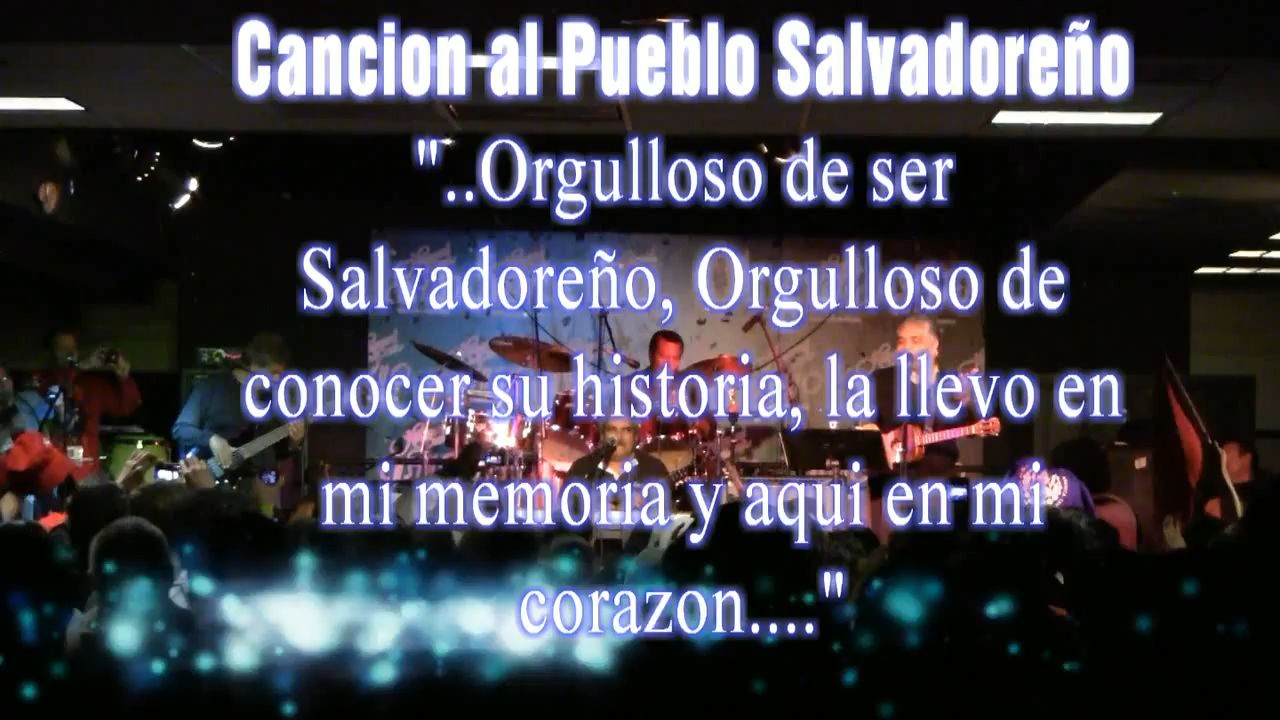 Cancion al Pueblo Salvadoreño
"..Orgulloso de ser
Salvadoreño, Orgulloso de
conocer su historia, la llevo en
mi memoria y aqui en mi
corazon...."